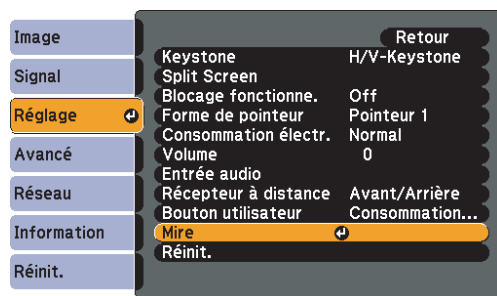 Image
Signal
Réglage
Avancé
Réseau
Information
Réinit.
Retour
Keystone H/V-Keystone
Split Screen
Blocage fonctionne. Off
Forme de pointeur Pointeur 1
Consommation électr. Normal
Volume 0
Entrée audio
Récepteur à distance Avant/Arrière
Bouton utilisateur Consommation...
Mire
Réinit.